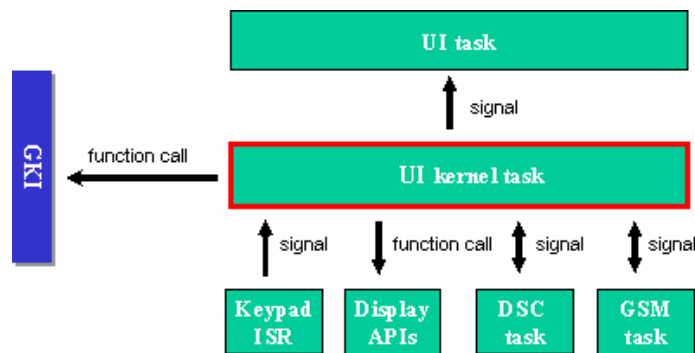 UI task
signal
GKI
function call
UI kernel task
signal
function call
signal
signal
Keypad
ISR
Display
APIs
DSC
task
GSM
task